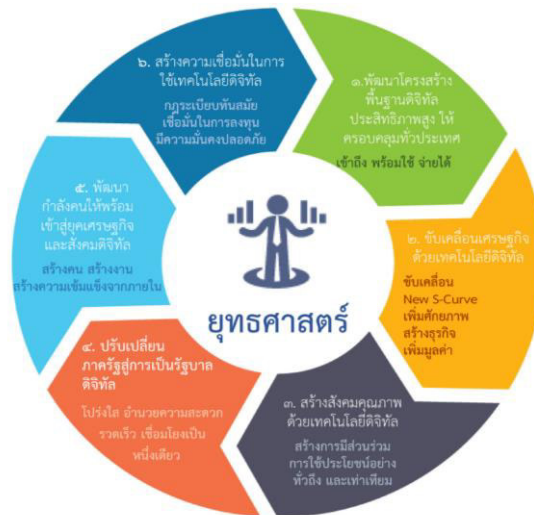 ๑.พัฒนาโครงสร้าง
พื้นฐานดิจิทัล
ประสิทธิภาพสูง ให้
ครอบคลุมทั่วประเทศ
เข้าถึง พร้อมใช้ จ่ายได้
๒. ขับเคลื่อนเศรษฐกิจ
ด้วยเทคโนโลยีดิจิทัล
ขับเคลื่อน
New S-Curve
เพิ่มศักยภาพ
สร้างธุรกิจ
เพิ่มมูลค่า
๓. สร้างสังคมคุณภาพ
ด้วยเทคโนโลยีดิจิทัล
สร้างการมีส่วนร่วม
การใช้ประโยชน์อย่าง
ทั่วถึง และเท่าเทียม
๔. ปรับเปลี่ยน
ภาครัฐสู่การเป็นรัฐบาล
ดิจิทัล
โปร่งใส อำนวยความสะดวก
รวดเร็ว เชื่อมโยงเป็น
หนึ่งเดียว
๕. พัฒนา
กำลังคนให้พร้อม
เข้าสู่ยุคเศรษฐกิจ
และสังคมดิจิทัล
สร้างคน สร้างงาน
สร้างความเข้มแข็งจากภายใน
๖. สร้างความเชื่อมั่นในการ
ใช้เทคโนโลยีดิจิทัล
กฎระเบียบทันสมัย
เชื่อมั่นในการลงทุน
มีความมั่นคงปลอดภัย
ยุทธศาสตร์